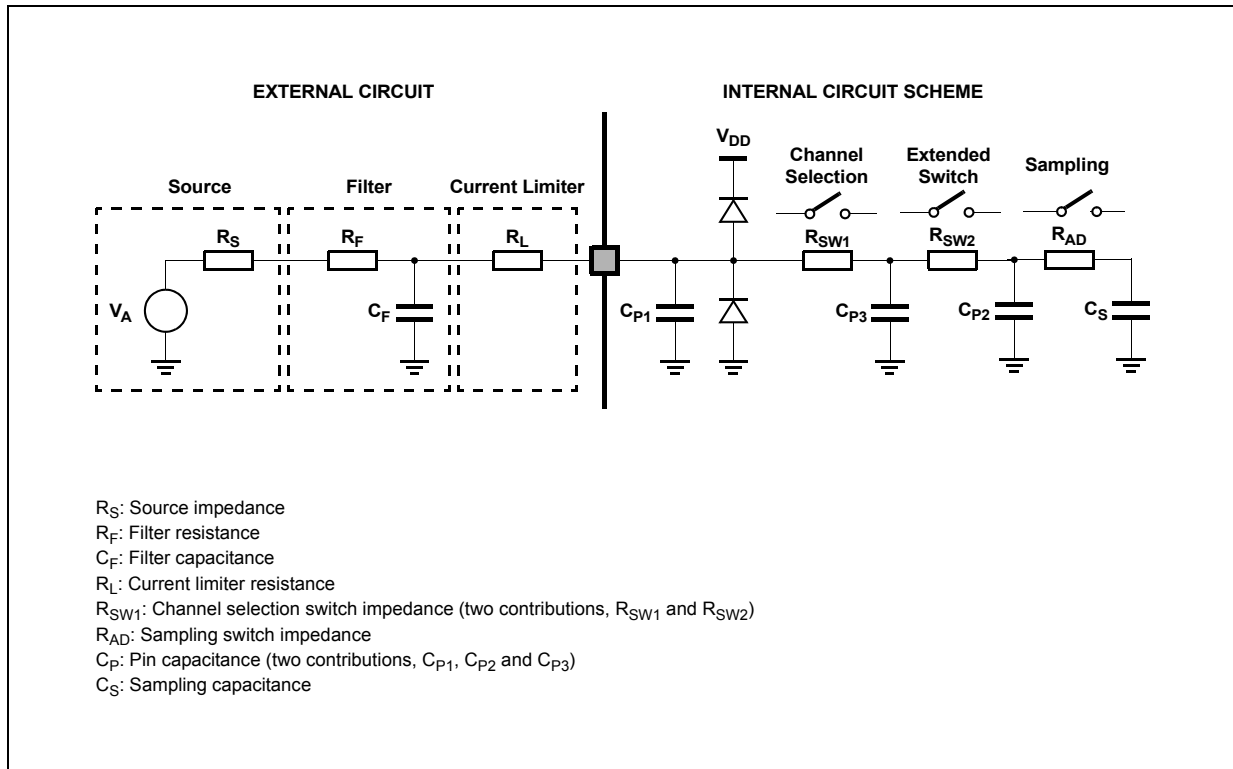 EXTERNAL CIRCUIT
INTERNAL CIRCUIT SCHEME
Source
Filter
Current Limiter
VDD
Channel
Selection
Extended
Switch
Sampling
RS
RF
RL
RSW1
RSW2
RAD
VA
CF
CP1
CP3
CP2
CS
RS: Source impedance
RF: Filter resistance
CF: Filter capacitance
RL: Current limiter resistance
RSW1: Channel selection switch impedance (two contributions, RSW1 and RSW2)
RAD: Sampling switch impedance
CP: Pin capacitance (two contributions, CP1, CP2 and CP3)
CS: Sampling capacitance